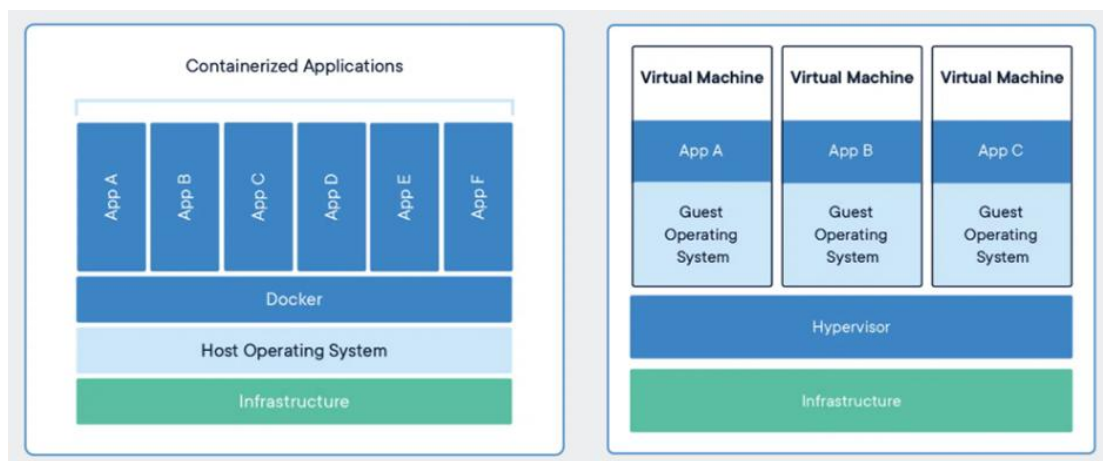 Containerized Applications
App A
App B
App C
App D
App E
App F
Docker
Host Operating System
Infrastructure
Virtual Machine
App A
Guest
Operating
System
Virtual Machine
App B
Guest
Operating
System
Virtual Machine
App C
Guest
Operating
System
Hypervisor
Infrastructure